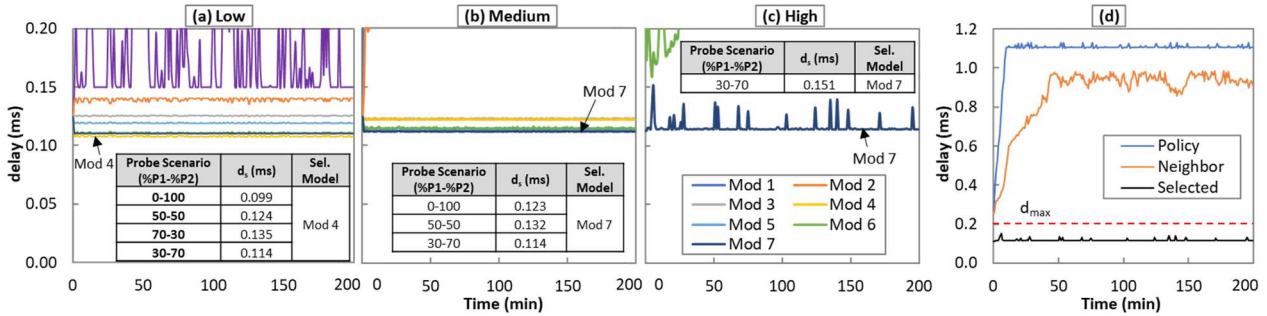 (a) Low
(b) Medium
(c) High
(d)
delay (ms)
0.20
0.15
0.10
0.05
0.00
Mod 4
Probe Scenario (%P1-%P2) | ds (ms) | Sel. Model
0-100 | 0.099 | Mod 4
50-50 | 0.124
70-30 | 0.135
30-70 | 0.114
0 50 100 150 200
Mod 7
Probe Scenario (%P1-%P2) | ds (ms) | Sel. Model
0-100 | 0.123 | Mod 7
50-50 | 0.132
30-70 | 0.114
0 50 100 150 200
Time (min)
Probe Scenario (%P1-%P2) | ds (ms) | Sel. Model
30-70 | 0.151 | Mod 7
Mod 7
Mod 1 Mod 2
Mod 3 Mod 4
Mod 5 Mod 6
Mod 7
0 50 100 150 200
delay (ms)
1.2
1.0
0.8
0.6
0.4
0.2
0.0
Policy
Neighbor
Selected
dmax
0 50 100 150 200
Time (min)